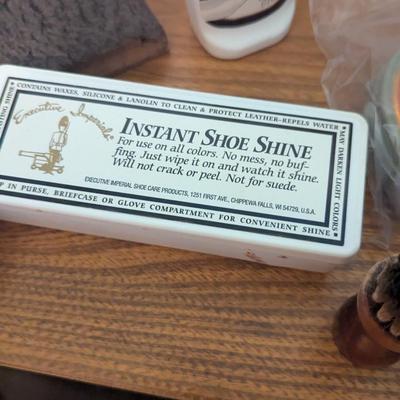 CONTAINS WAXES, SILICONE & LANOLIN TO CLEAN & PROTECT LEATHER–REPELS WATER
Executive Imperial
INSTANT SHOE SHINE
For use on all colors. No mess, no buf-
fing. Just wipe it on and watch it shine.
Will not crack or peel. Not for suede.
EXECUTIVE IMPERIAL SHOE CARE PRODUCTS, 1251 FIRST AVE., CHIPPEWA FALLS, WI 54729, U.S.A.
MAY DARKEN LIGHT COLORS
IN PURSE, BRIEFCASE OR GLOVE COMPARTMENT FOR CONVENIENT SHINE
SHINE